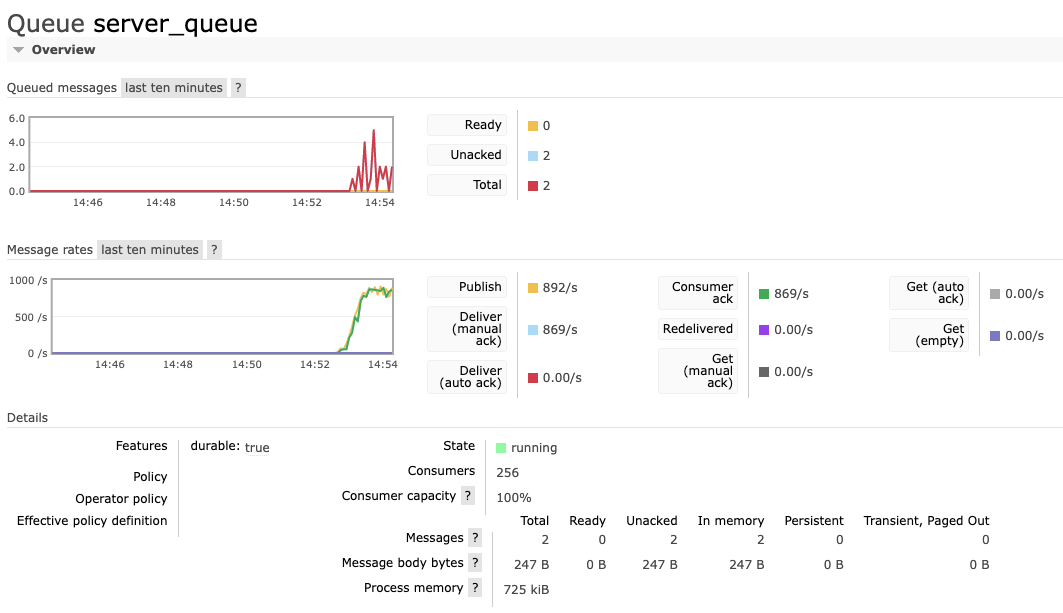 Queue server_queue
Overview
Queued messages last ten minutes ?
6.0
4.0
2.0
0.0
14:46 14:48 14:50 14:52 14:54
Ready 0
Unacked 2
Total 2
Message rates last ten minutes ?
1000 /s
500 /s
0 /s
14:46 14:48 14:50 14:52 14:54
Publish 892/s
Deliver
(manual
ack) 869/s
Deliver
(auto ack) 0.00/s
Consumer
ack 869/s
Redelivered 0.00/s
Get
(manual
ack) 0.00/s
Get (auto
ack) 0.00/s
Get
(empty) 0.00/s
Details
Features durable: true
Policy
Operator policy
Effective policy definition
State running
Consumers 256
Consumer capacity ? 100%
Total Ready Unacked In memory Persistent Transient, Paged Out
Messages ? 2 0 2 2 0 0
Message body bytes ? 247 B 0 B 247 B 247 B 0 B 0 B
Process memory ? 725 kiB